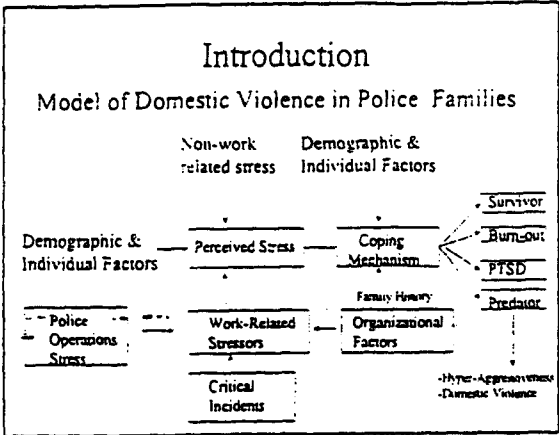 Introduction
Model of Domestic Violence in Police Families
Non-work
related stress
Demographic &
Individual Factors
Survivor
Burn-out
PTSD
Predator
Demographic &
Individual Factors
Perceived Stress
Coping
Mechanism
Family History
Police
Operations
Stress
Work-Related
Stressors
Organizational
Factors
-Hyper-Aggressiveness
-Domestic Violence
Critical
Incidents